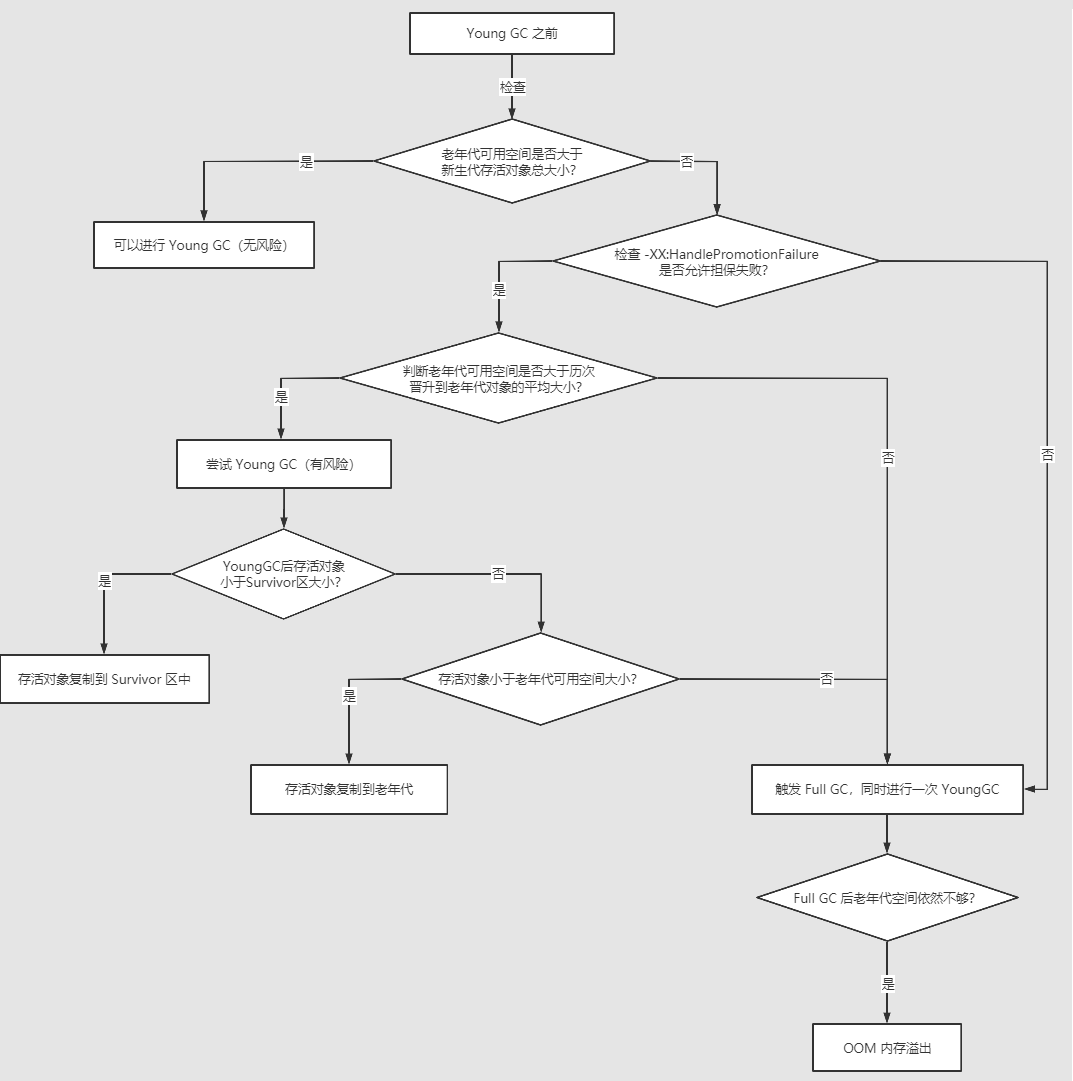 Young GC 之前
检查
老年代可用空间是否大于
新生代存活对象总大小?
是
否
可以进行 Young GC（无风险）
检查 -XX:HandlePromotionFailure
是否允许担保失败?
是
判断老年代可用空间是否大于历次
晋升到老年代对象的平均大小?
是
否
否
尝试 Young GC（有风险）
YoungGC后存活对象
小于Survivor区大小?
是
否
存活对象复制到 Survivor 区中
存活对象小于老年代可用空间大小?
是
否
存活对象复制到老年代
触发 Full GC，同时进行一次 YoungGC
Full GC 后老年代空间依然不够?
是
OOM 内存溢出